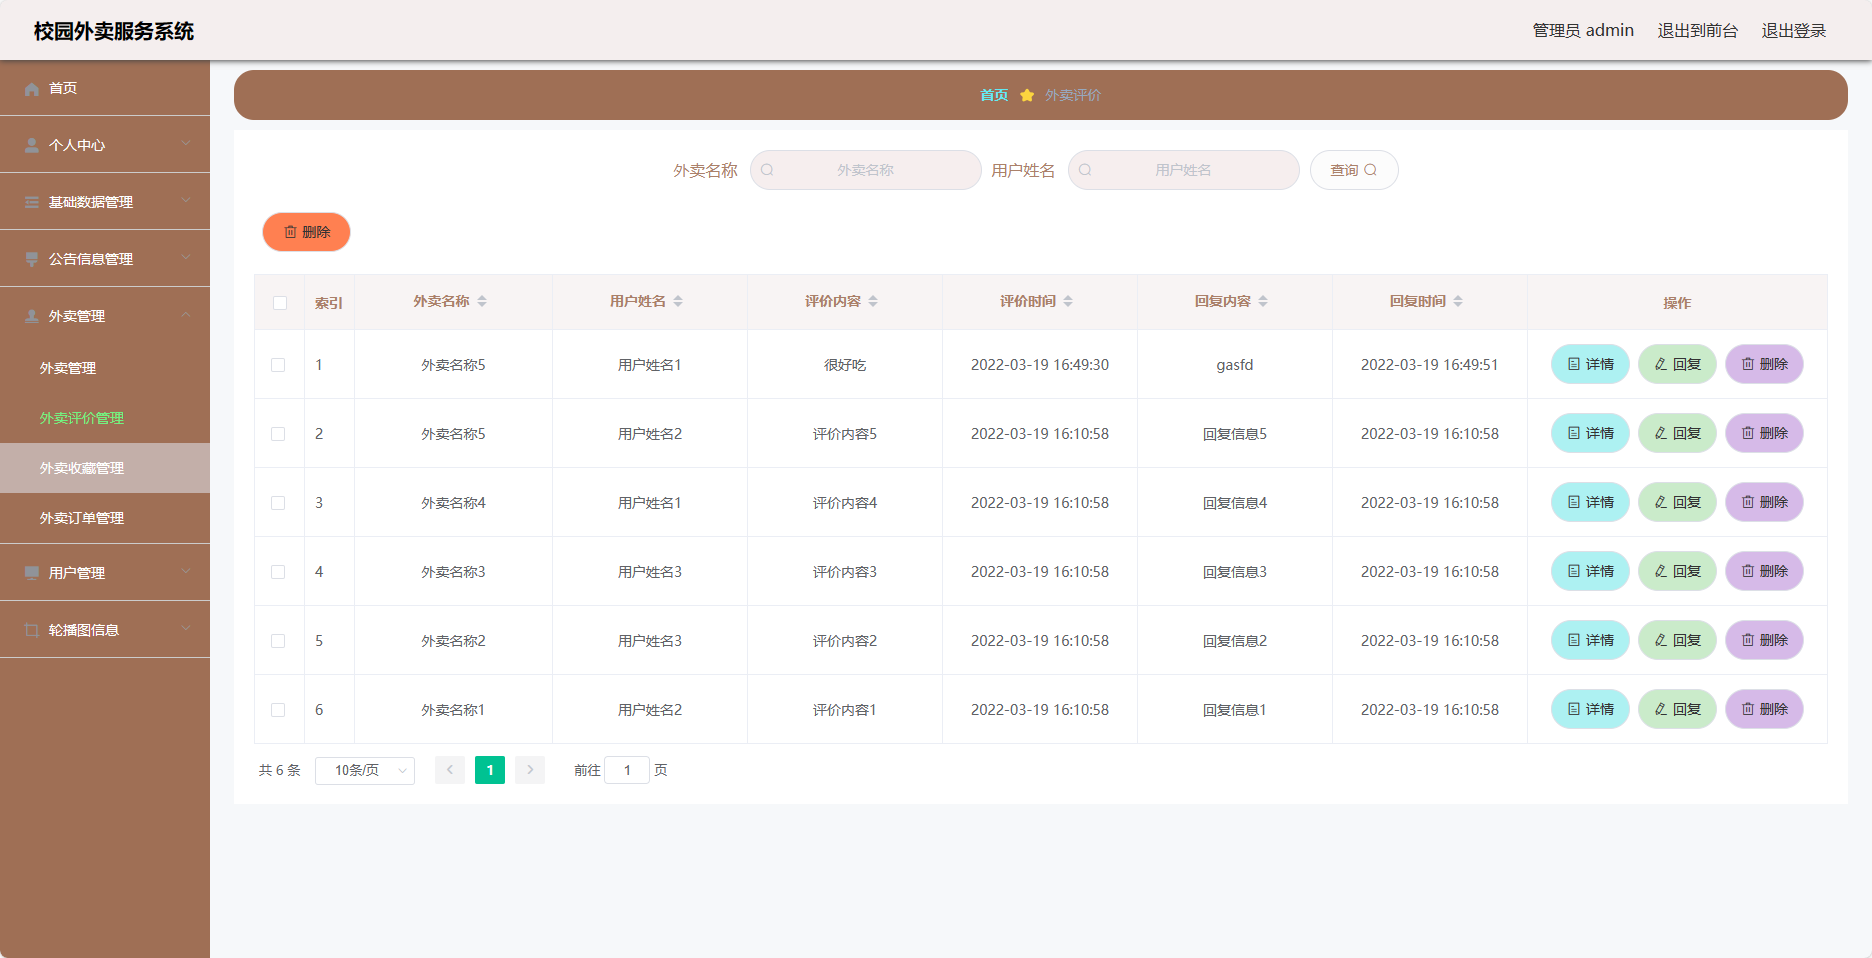 校园外卖服务系统
管理员 admin 退出到前台 退出登录
首页
个人中心
基础数据管理
公告信息管理
外卖管理
外卖管理
外卖评价管理
外卖收藏管理
外卖订单管理
用户管理
轮播图信息
首页 外卖评价
外卖名称 外卖名称 用户姓名 用户姓名 查询
删除
索引 外卖名称 用户姓名 评价内容 评价时间 回复内容 回复时间 操作
1 外卖名称5 用户姓名1 很好吃 2022-03-19 16:49:30 gasfd 2022-03-19 16:49:51 详情 回复 删除
2 外卖名称5 用户姓名2 评价内容5 2022-03-19 16:10:58 回复信息5 2022-03-19 16:10:58 详情 回复 删除
3 外卖名称4 用户姓名1 评价内容4 2022-03-19 16:10:58 回复信息4 2022-03-19 16:10:58 详情 回复 删除
4 外卖名称3 用户姓名3 评价内容3 2022-03-19 16:10:58 回复信息3 2022-03-19 16:10:58 详情 回复 删除
5 外卖名称2 用户姓名3 评价内容2 2022-03-19 16:10:58 回复信息2 2022-03-19 16:10:58 详情 回复 删除
6 外卖名称1 用户姓名2 评价内容1 2022-03-19 16:10:58 回复信息1 2022-03-19 16:10:58 详情 回复 删除
共 6 条 10条/页 1 前往 1 页